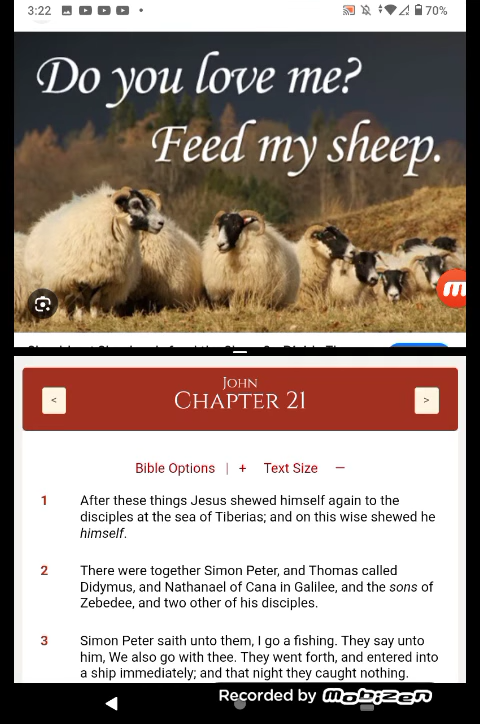 3:22
70%
Do you love me?
Feed my sheep.
m
John
Chapter 21
<
>
Bible Options | + Text Size —
1 After these things Jesus shewed himself again to the
disciples at the sea of Tiberias; and on this wise shewed he
himself.
2 There were together Simon Peter, and Thomas called
Didymus, and Nathanael of Cana in Galilee, and the sons of
Zebedee, and two other of his disciples.
3 Simon Peter saith unto them, I go a fishing. They say unto
him, We also go with thee. They went forth, and entered into
a ship immediately; and that night they caught nothing.
Recorded by Mobizen